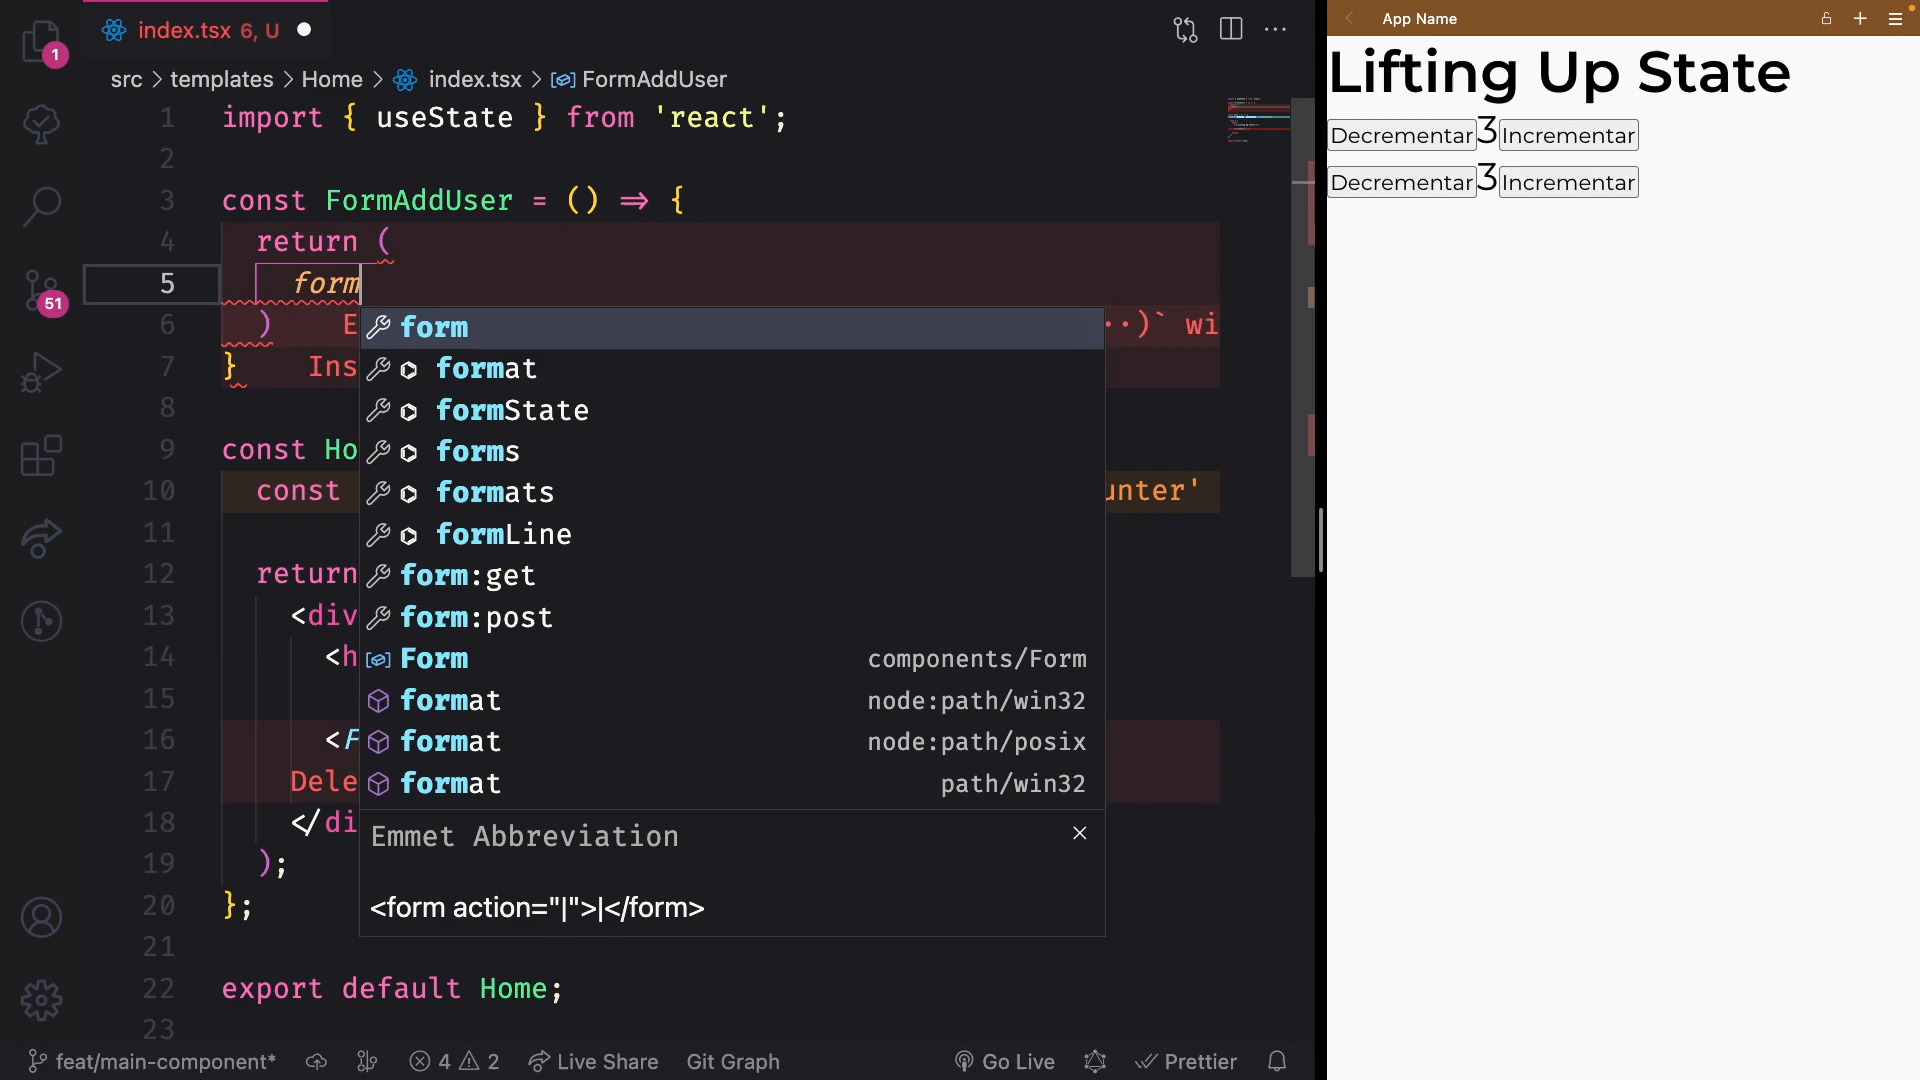 1
index.tsx 6, U
src > templates > Home > index.tsx > FormAddUser
1 import { useState } from 'react';
2
3 const FormAddUser = () => {
4 return (
5 form
6 ) E ··)` wi
7 } Ins
8
9 const Ho
10 const unter'
11
12 return
13 <div
14 <h
15
16 <F
17 Dele
18 </di
19 );
20 };
21
22 export default Home;
23
form
format
formState
forms
formats
formLine
form:get
form:post
Form components/Form
format node:path/win32
format node:path/posix
format path/win32
Emmet Abbreviation
<form action="|">|</form>
51
feat/main-component* 4 2 Live Share Git Graph Go Live Prettier
App Name
Lifting Up State
Decrementar 3 Incrementar
Decrementar 3 Incrementar